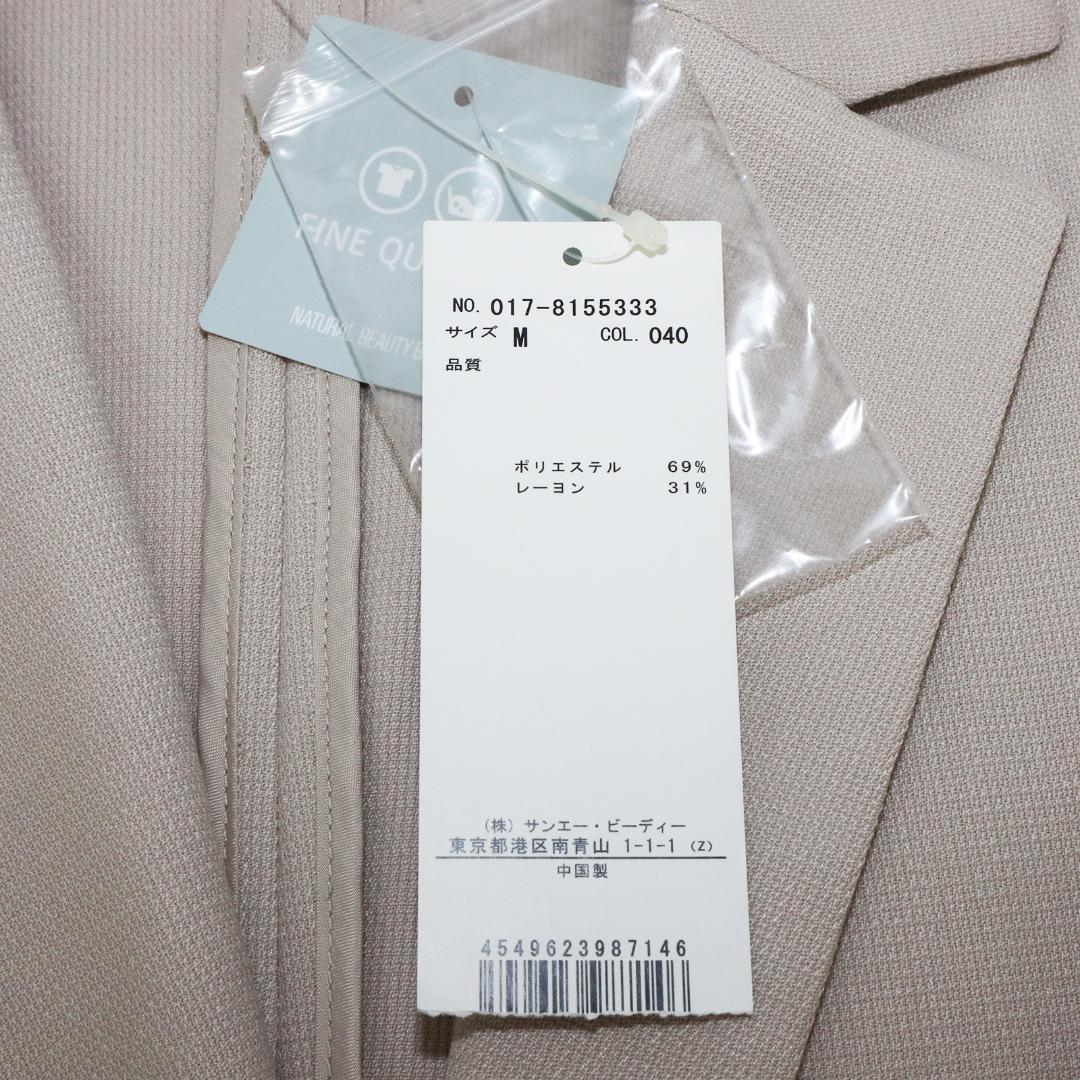 FINE QU
NATURAL BEAUTY B
NO. 017-8155333
サイズ M COL. 040
品質
ポリエステル 69%
レーヨン 31%
(株) サンエー・ビーディー
東京都港区南青山 1-1-1 (Z)
中国製
4549623987146